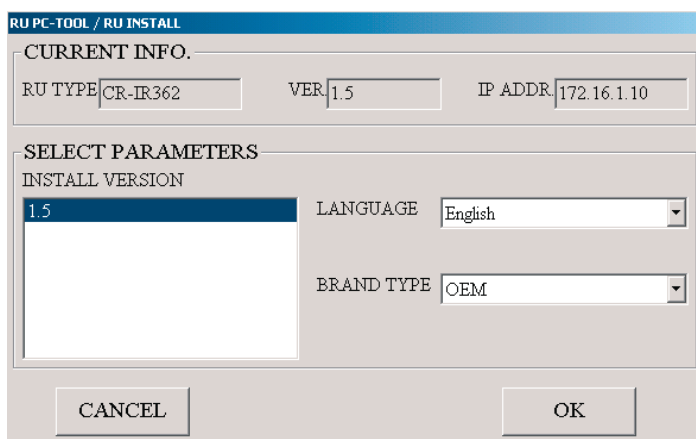 RU PC-TOOL / RU INSTALL
CURRENT INFO.
RU TYPE CR-IR362 VER. 1.5 IP ADDR. 172.16.1.10
SELECT PARAMETERS
INSTALL VERSION
1.5
LANGUAGE English
BRAND TYPE OEM
CANCEL OK